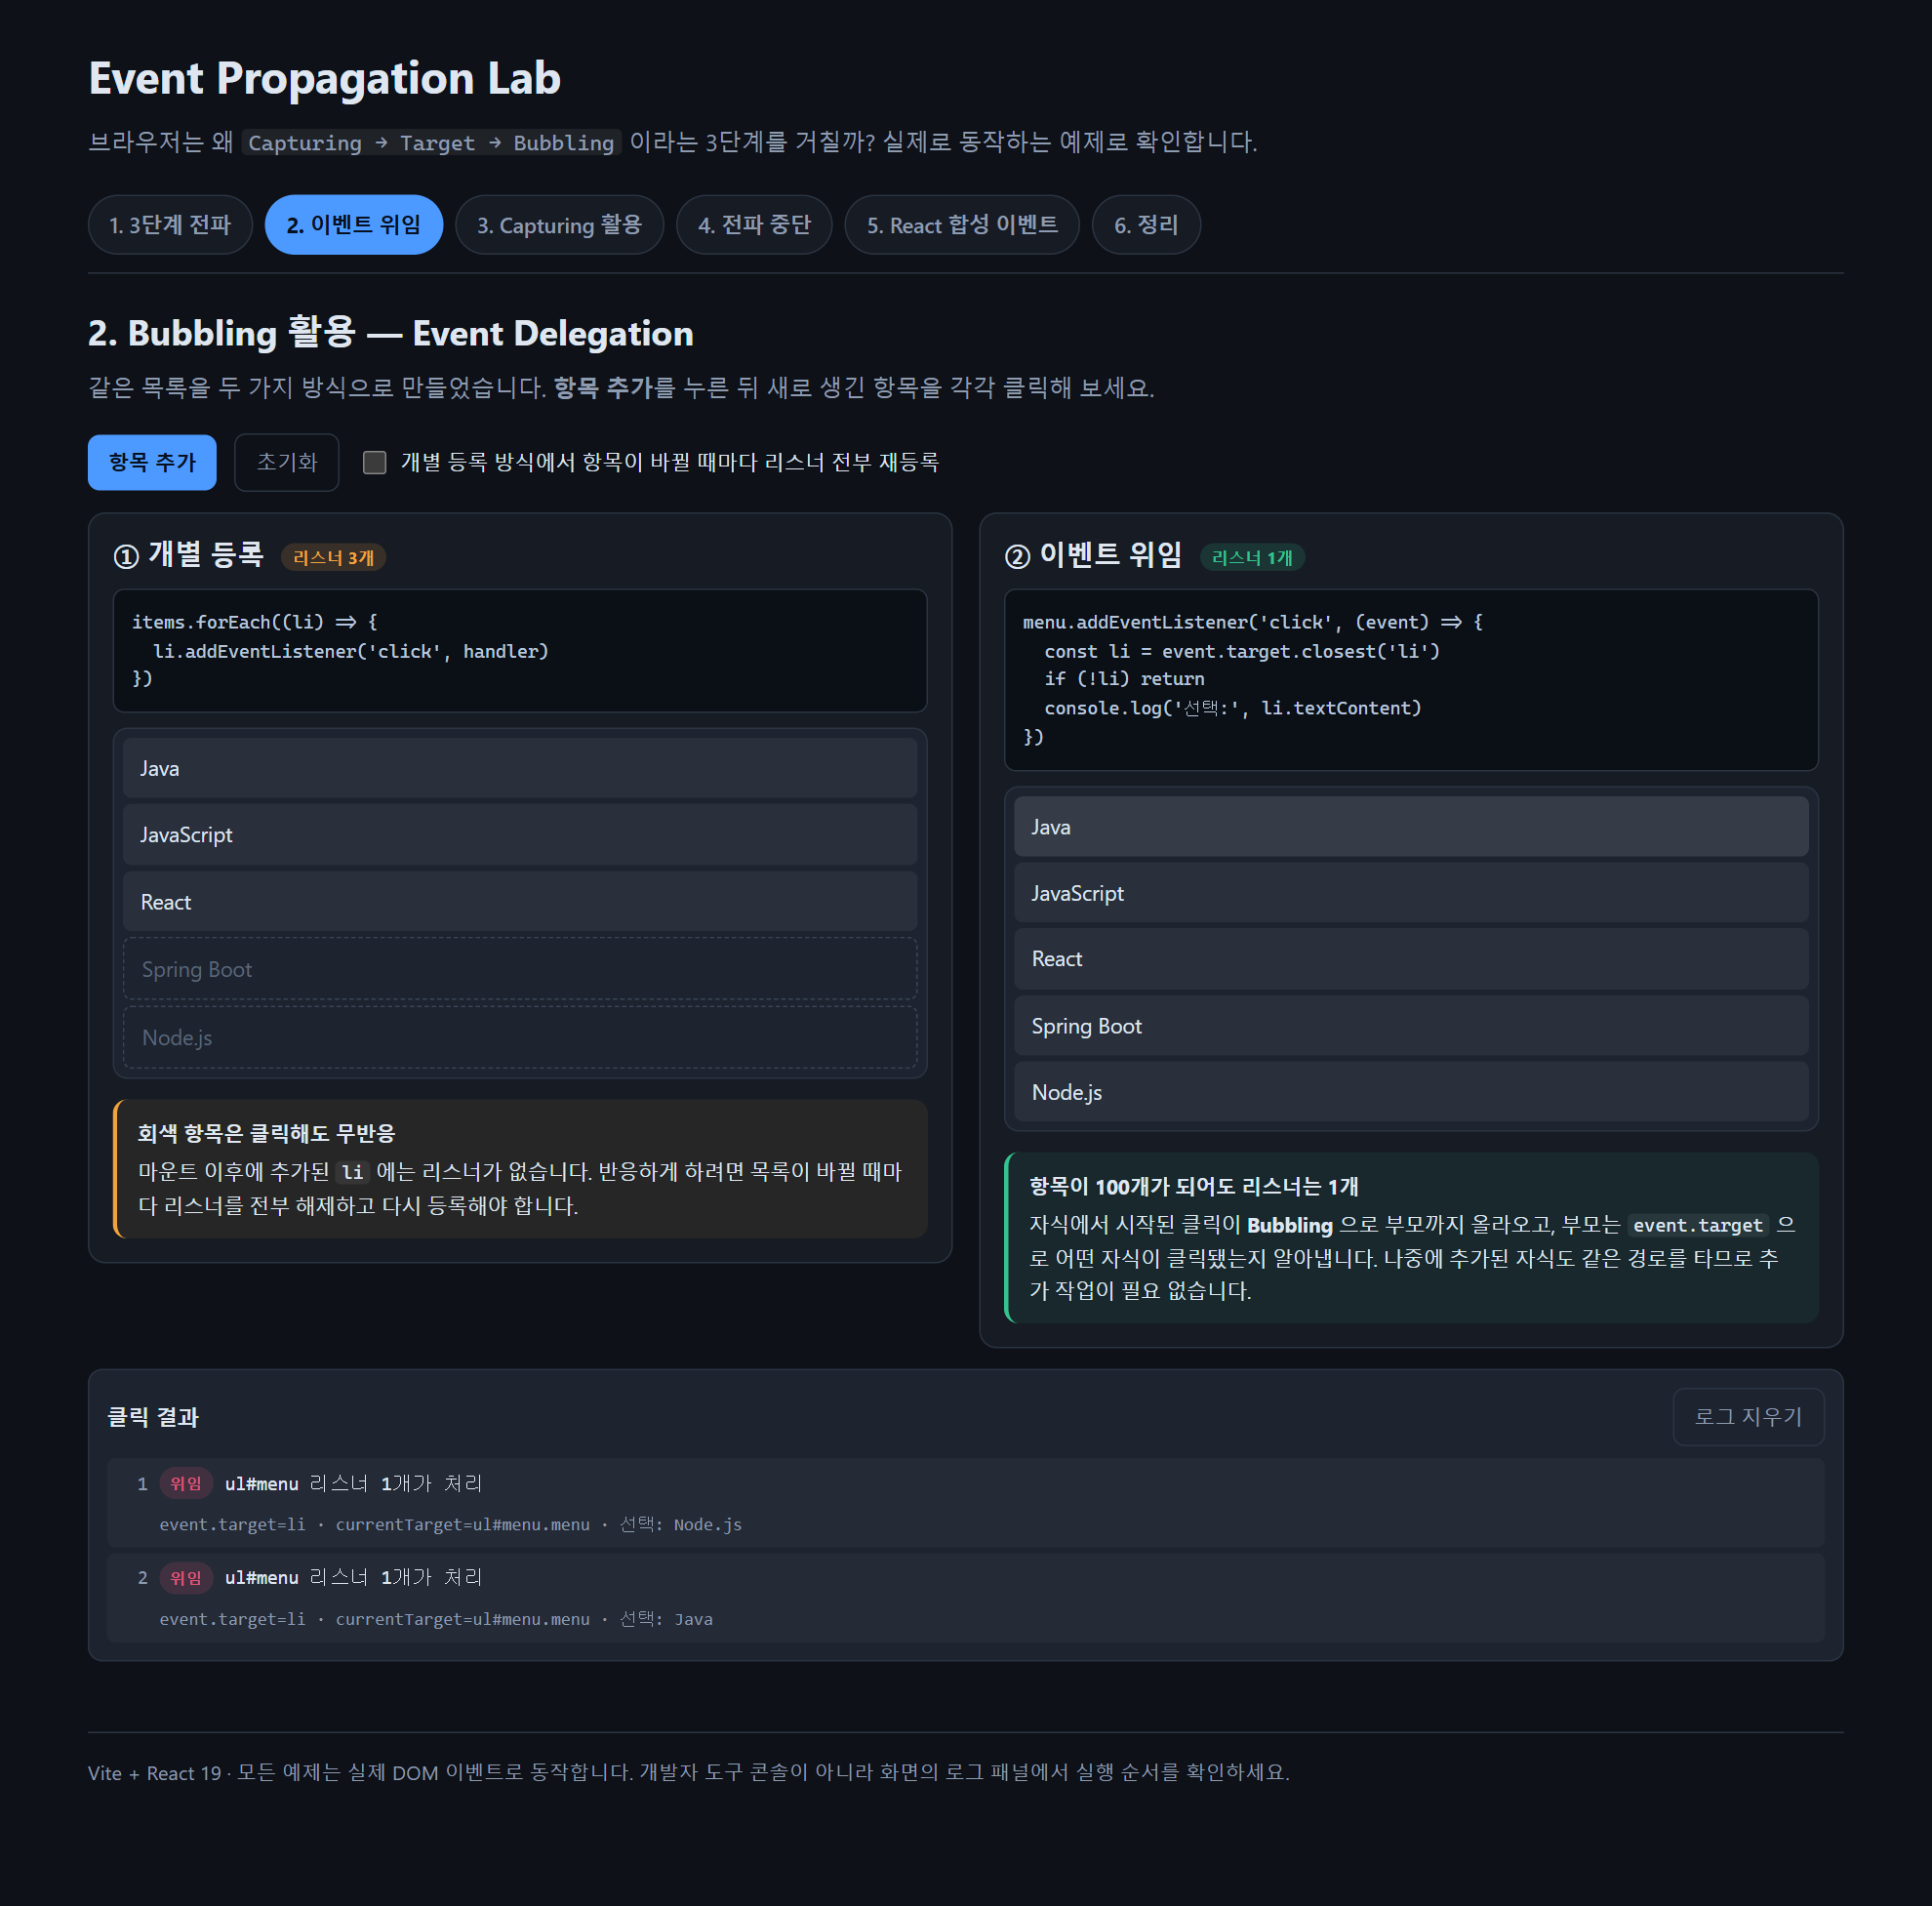 Event Propagation Lab
브라우저는 왜 Capturing → Target → Bubbling 이라는 3단계를 거칠까? 실제로 동작하는 예제로 확인합니다.
1. 3단계 전파
2. 이벤트 위임
3. Capturing 활용
4. 전파 중단
5. React 합성 이벤트
6. 정리
2. Bubbling 활용 — Event Delegation
같은 목록을 두 가지 방식으로 만들었습니다. 항목 추가를 누른 뒤 새로 생긴 항목을 각각 클릭해 보세요.
항목 추가
초기화
개별 등록 방식에서 항목이 바뀔 때마다 리스너 전부 재등록
① 개별 등록 리스너 3개
items.forEach((li) => {
  li.addEventListener('click', handler)
})
Java
JavaScript
React
Spring Boot
Node.js
회색 항목은 클릭해도 무반응
마운트 이후에 추가된 li 에는 리스너가 없습니다. 반응하게 하려면 목록이 바뀔 때마
다 리스너를 전부 해제하고 다시 등록해야 합니다.
② 이벤트 위임 리스너 1개
menu.addEventListener('click', (event) => {
  const li = event.target.closest('li')
  if (!li) return
  console.log('선택:', li.textContent)
})
Java
JavaScript
React
Spring Boot
Node.js
항목이 100개가 되어도 리스너는 1개
자식에서 시작된 클릭이 Bubbling 으로 부모까지 올라오고, 부모는 event.target 으
로 어떤 자식이 클릭됐는지 알아냅니다. 나중에 추가된 자식도 같은 경로를 타므로 추
가 작업이 필요 없습니다.
클릭 결과
로그 지우기
1 위임 ul#menu 리스너 1개가 처리
event.target=li · currentTarget=ul#menu.menu · 선택: Node.js
2 위임 ul#menu 리스너 1개가 처리
event.target=li · currentTarget=ul#menu.menu · 선택: Java
Vite + React 19 · 모든 예제는 실제 DOM 이벤트로 동작합니다. 개발자 도구 콘솔이 아니라 화면의 로그 패널에서 실행 순서를 확인하세요.